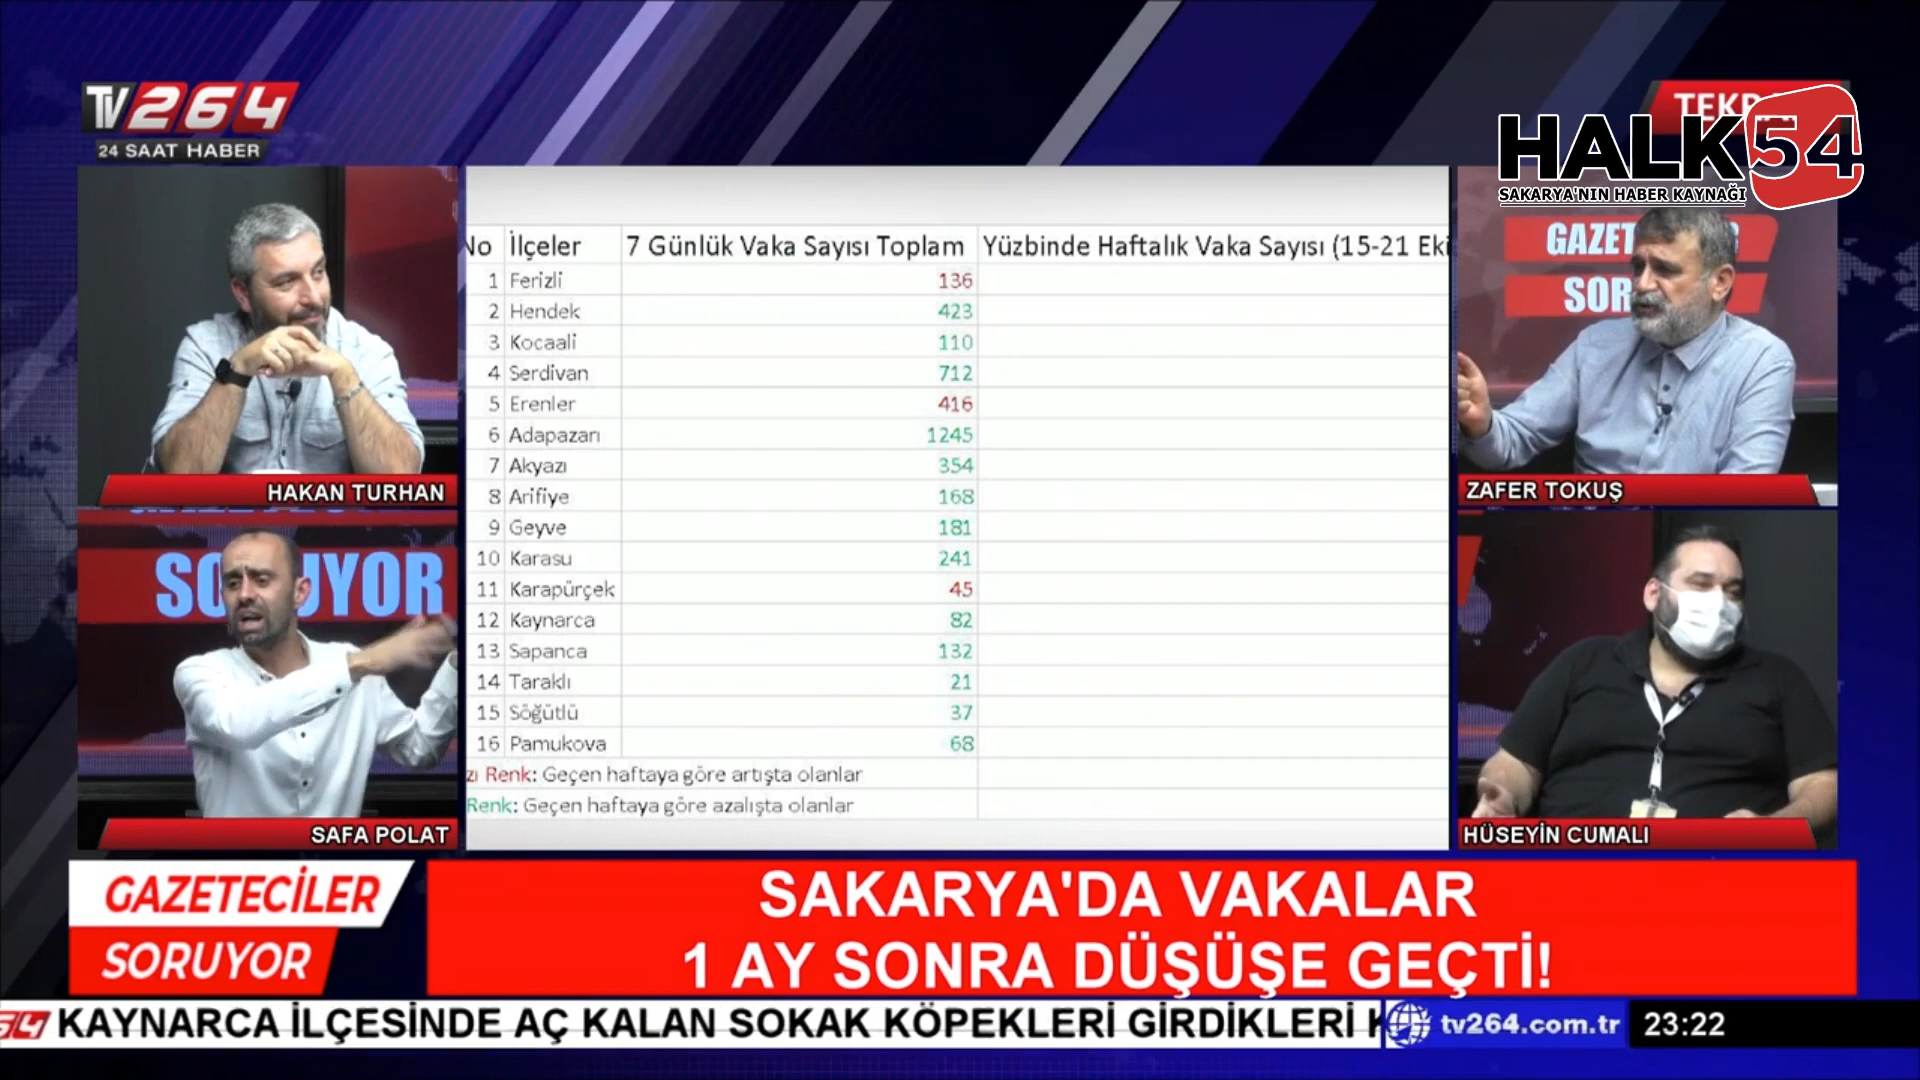 TV264
24 SAAT HABER
TEKR
HALK54
SAKARYA'NIN HABER KAYNAĞI
GAZET
SOR
HAKAN TURHAN
ZAFER TOKUŞ
SORUYOR
SAFA POLAT
HÜSEYİN CUMALI
No İlçeler 7 Günlük Vaka Sayısı Toplam Yüzbinde Haftalık Vaka Sayısı (15-21 Eki
1 Ferizli 136
2 Hendek 423
3 Kocaali 110
4 Serdivan 712
5 Erenler 416
6 Adapazarı 1245
7 Akyazı 354
8 Arifiye 168
9 Geyve 181
10 Karasu 241
11 Karapürçek 45
12 Kaynarca 82
13 Sapanca 132
14 Taraklı 21
15 Söğütlü 37
16 Pamukova 68
zı Renk: Geçen haftaya göre artışta olanlar
Renk: Geçen haftaya göre azalışta olanlar
GAZETECİLER
SORUYOR
SAKARYA'DA VAKALAR
1 AY SONRA DÜŞÜŞE GEÇTİ!
64 KAYNARCA İLÇESİNDE AÇ KALAN SOKAK KÖPEKLERİ GİRDİKLERİ K
tv264.com.tr
23:22